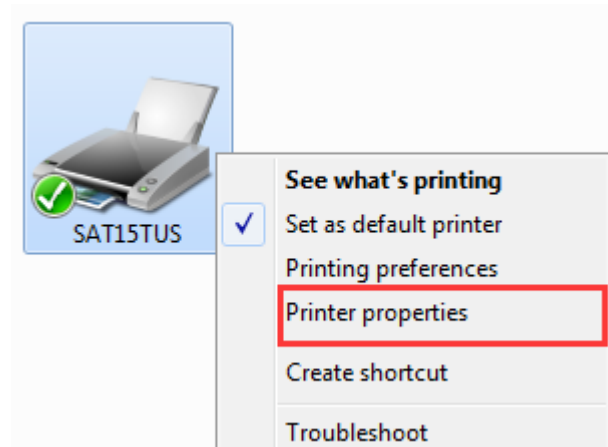 SAT15TUS
See what's printing
Set as default printer
Printing preferences
Printer properties
Create shortcut
Troubleshoot